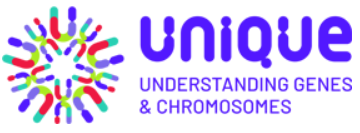 UNIQUE
UNDERSTANDING GENES
& CHROMOSOMES